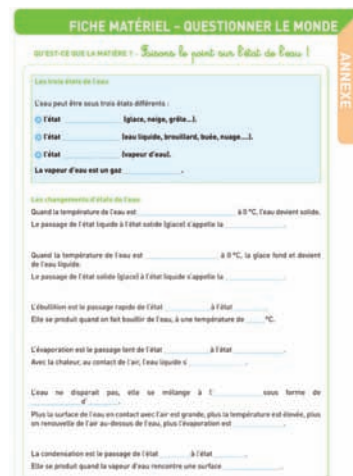 FICHE MATÉRIEL – QUESTIONNER LE MONDE
ANNEXE
QU'EST-CE QUE LA MATIÈRE ? - Faisons le point sur l'état de l'eau !
Les trois états de l'eau
L'eau peut être sous trois états différents :
l'état (glace, neige, grêle...).
l'état (eau liquide, brouillard, buée, nuage...).
l'état (vapeur d'eau).
La vapeur d'eau est un gaz .
Les changements d'états de l'eau
Quand la température de l'eau est à 0 °C, l'eau devient solide.
Le passage de l'état liquide à l'état solide (glace) s'appelle la .
Quand la température de l'eau est à 0 °C, la glace fond et devient
de l'eau liquide.
Le passage de l'état solide (glace) à l'état liquide s'appelle la .
L'ébullition est le passage rapide de l'état à l'état .
Elle se produit quand on fait bouillir de l'eau, à une température de °C.
L'évaporation est le passage lent de l'état à l'état .
Avec la chaleur, au contact de l'air, l'eau liquide s' .
L'eau ne disparaît pas, elle se mélange à l' sous forme de
d' .
Plus la surface de l'eau en contact avec l'air est grande, plus la température est élevée, plus
on renouvelle de l'air au-dessus de l'eau, plus l'évaporation est .
La condensation est le passage de l'état à l'état .
Elle se produit quand la vapeur d'eau rencontre une surface .